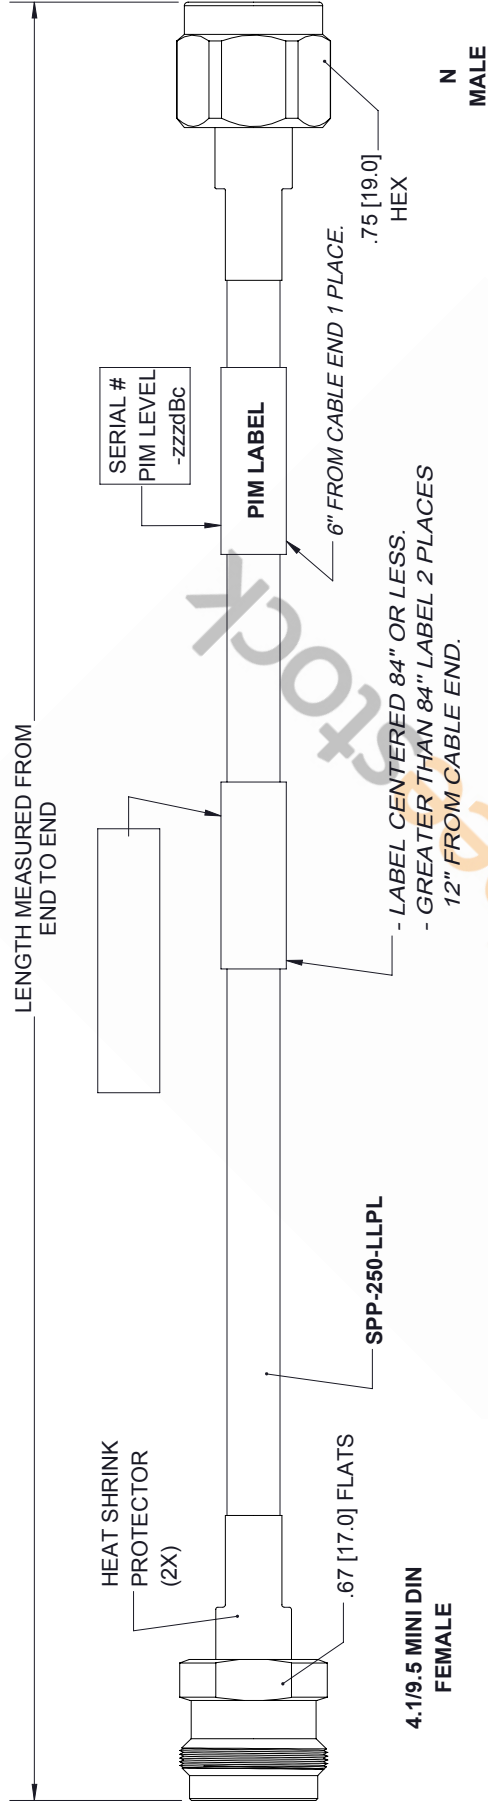 LENGTH MEASURED FROM
END TO END
HEAT SHRINK
PROTECTOR
(2X)
SERIAL #
PIM LEVEL
-zzzdBc
PIM LABEL
6" FROM CABLE END 1 PLACE.
.75 [19.0]
HEX
N
MALE
- LABEL CENTERED 84" OR LESS.
- GREATER THAN 84" LABEL 2 PLACES
12" FROM CABLE END.
SPP-250-LLPL
.67 [17.0] FLATS
4.1/9.5 MINI DIN
FEMALE